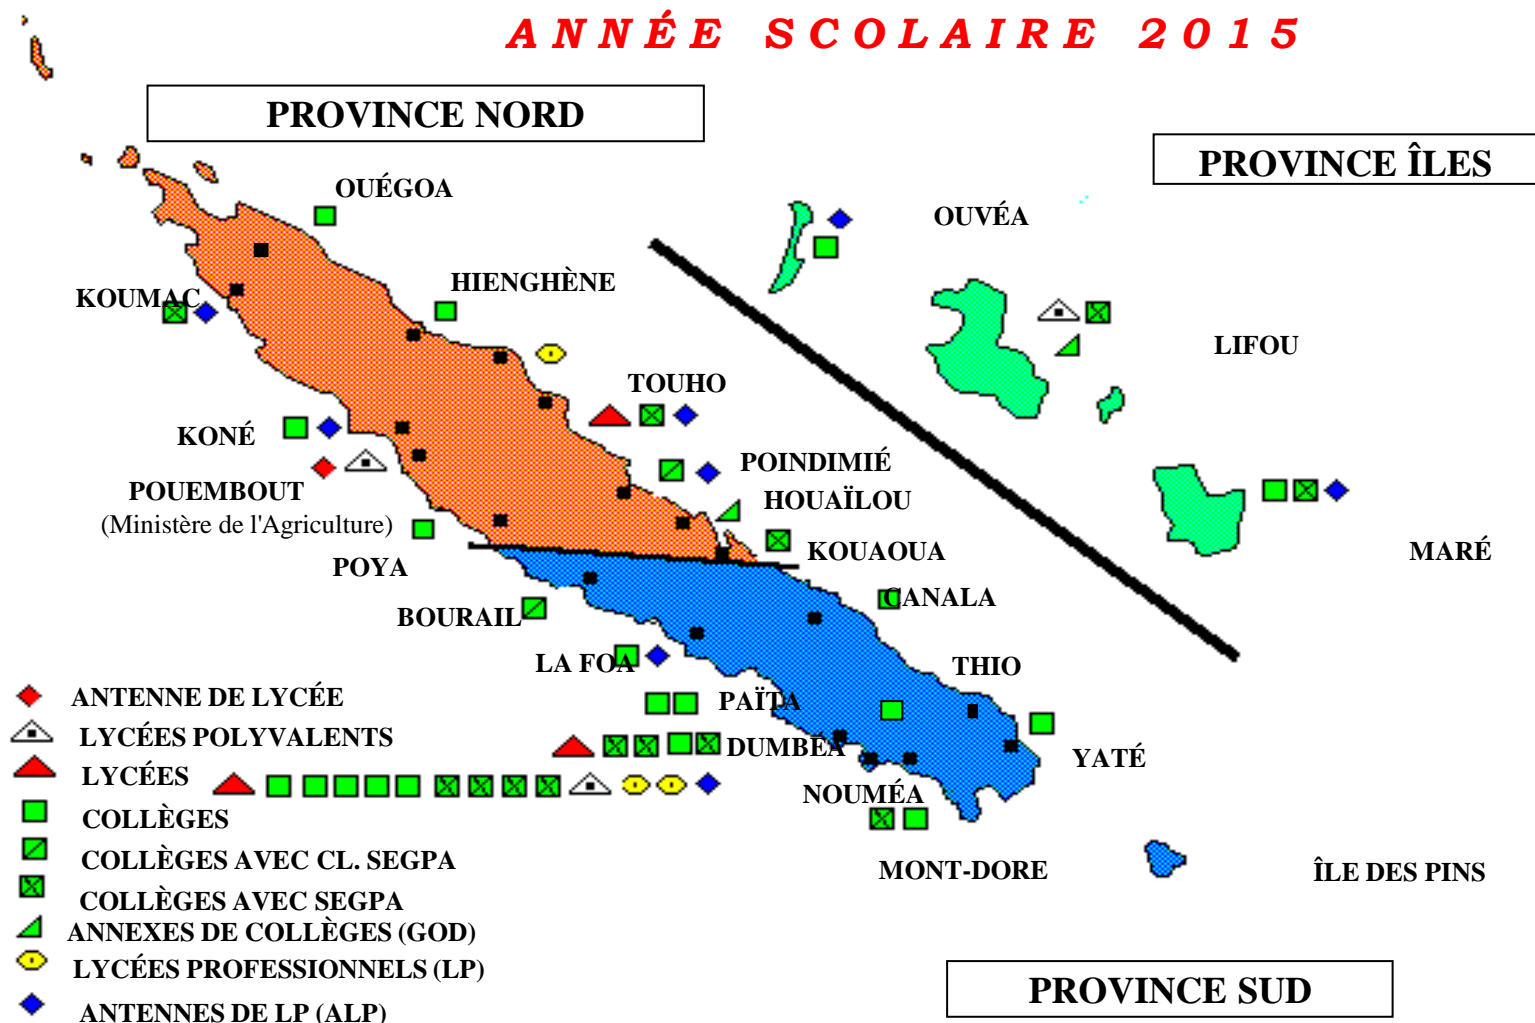 ANNÉE SCOLAIRE 2015
PROVINCE NORD
PROVINCE ÎLES
OUÉGOA
OUVÉA
HIENGHÈNE
KOUMAC
LIFOU
TOUHO
KONÉ
POINDIMIÉ
POUEMBOUT
HOUAÏLOU
(Ministère de l'Agriculture)
KOUAOUA
MARÉ
POYA
CANALA
BOURAIL
LA FOA
THIO
PAÏTA
DUMBÉA
YATÉ
NOUMÉA
MONT-DORE
ÎLE DES PINS
ANTENNE DE LYCÉE
LYCÉES POLYVALENTS
LYCÉES
COLLÈGES
COLLÈGES AVEC CL. SEGPA
COLLÈGES AVEC SEGPA
ANNEXES DE COLLÈGES (GOD)
LYCÉES PROFESSIONNELS (LP)
ANTENNES DE LP (ALP)
PROVINCE SUD